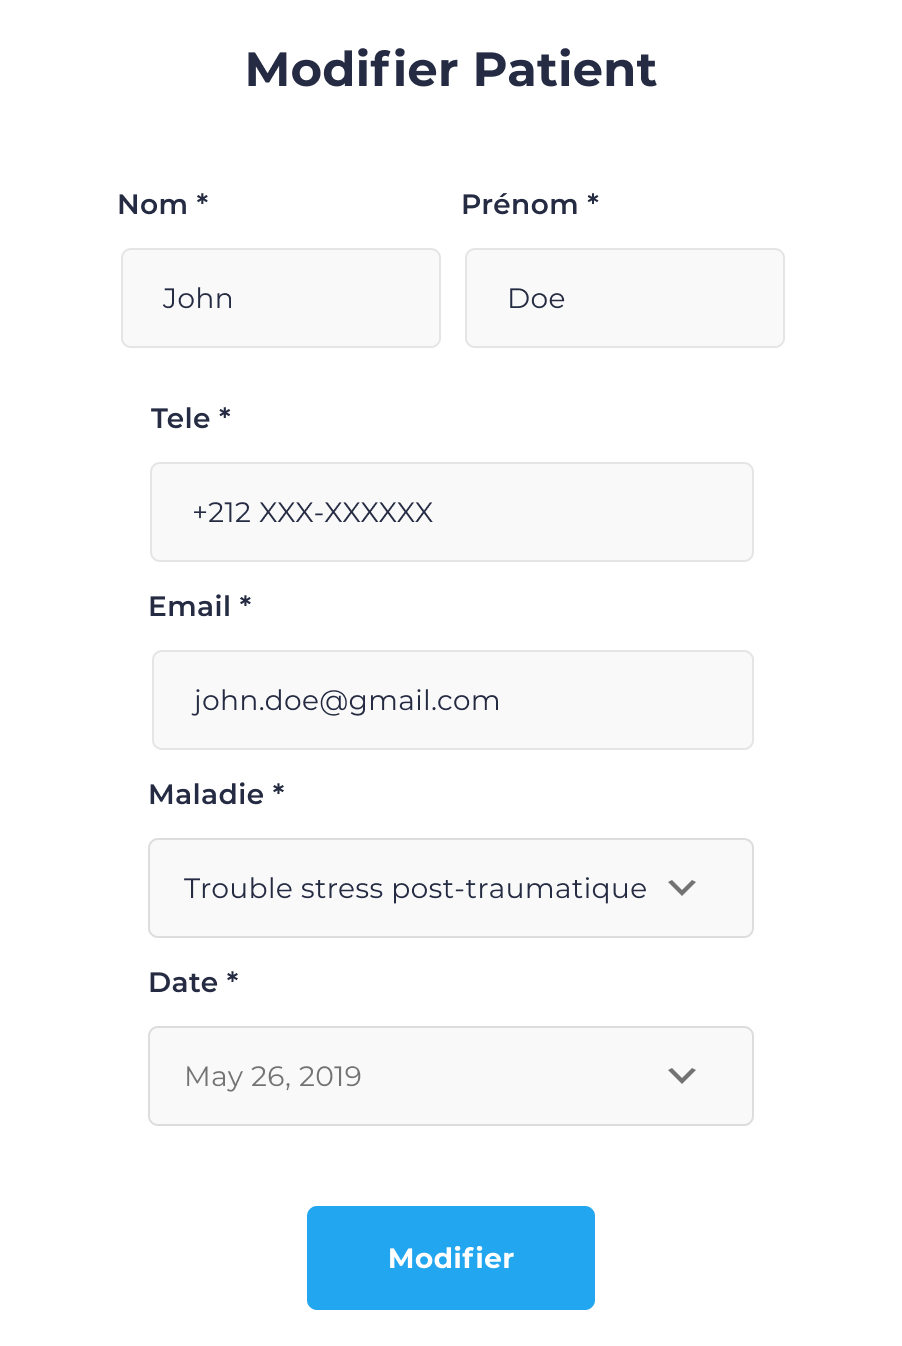 Modifier Patient
Nom * Prénom *
John Doe
Tele *
+212 XXX-XXXXXX
Email *
john.doe@gmail.com
Maladie *
Trouble stress post-traumatique
Date *
May 26, 2019
Modifier